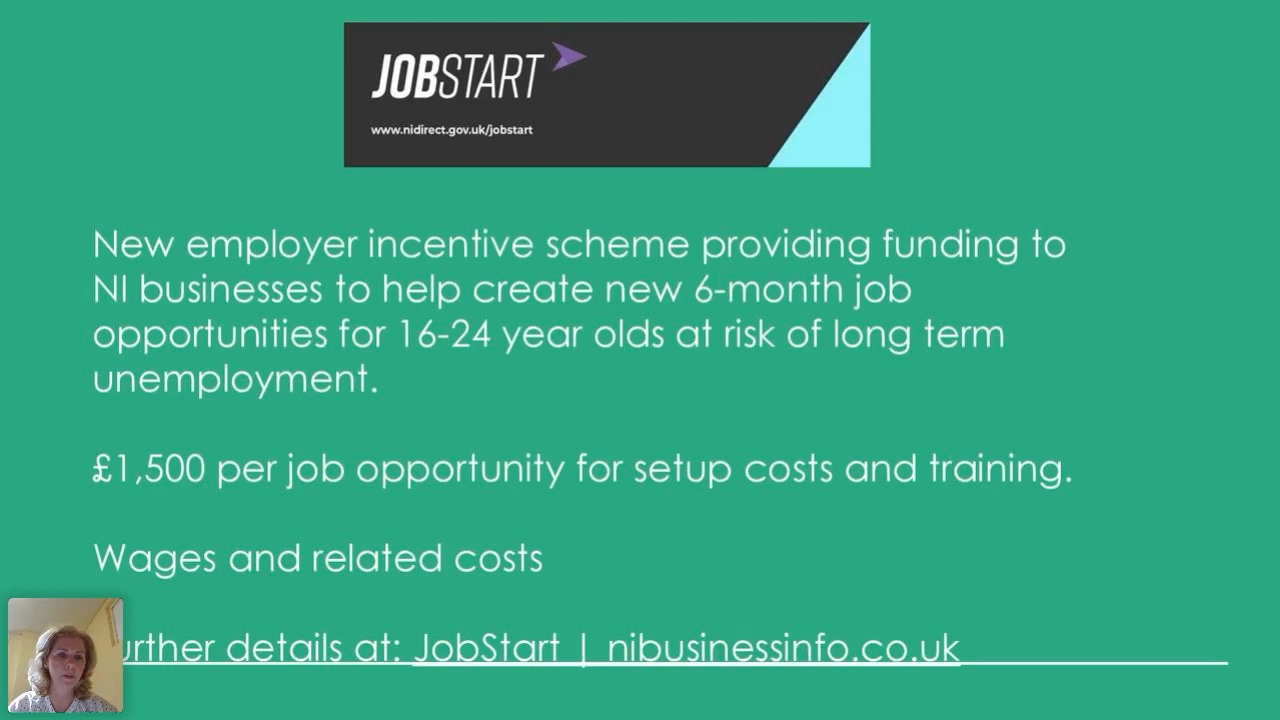 JOBSTART
www.nidirect.gov.uk/jobstart
New employer incentive scheme providing funding to
NI businesses to help create new 6-month job
opportunities for 16-24 year olds at risk of long term
unemployment.
£1,500 per job opportunity for setup costs and training.
Wages and related costs
urther details at: JobStart | nibusinessinfo.co.uk